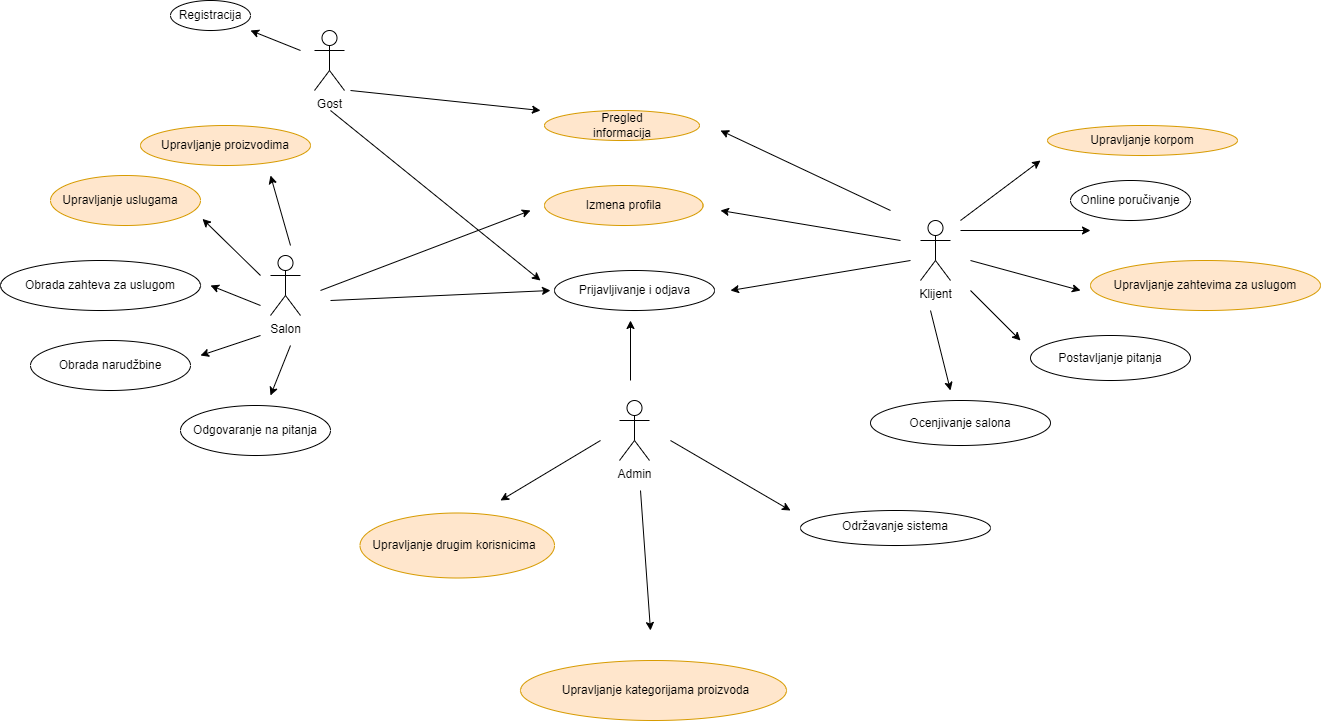 Registracija
Gost
Pregled
informacija
Upravljanje proizvodima
Upravljanje korpom
Upravljanje uslugama
Izmena profila
Online poručivanje
Obrada zahteva za uslugom
Salon
Prijavljivanje i odjava
Klijent
Upravljanje zahtevima za uslugom
Obrada narudžbine
Postavljanje pitanja
Odgovaranje na pitanja
Ocenjivanje salona
Admin
Upravljanje drugim korisnicima
Održavanje sistema
Upravljanje kategorijama proizvoda